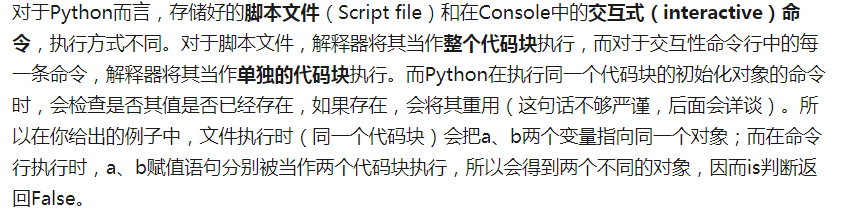 对于Python而言，存储好的脚本文件（Script file）和在Console中的交互式（interactive）命
令，执行方式不同。对于脚本文件，解释器将其当作整个代码块执行，而对于交互性命令行中的每
一条命令，解释器将其当作单独的代码块执行。而Python在执行同一个代码块的初始化对象的命令
时，会检查是否其值是否已经存在，如果存在，会将其重用（这句话不够严谨，后面会详谈）。所
以在你给出的例子中，文件执行时（同一个代码块）会把a、b两个变量指向同一个对象；而在命令
行执行时，a、b赋值语句分别被当作两个代码块执行，所以会得到两个不同的对象，因而is判断返
回False。